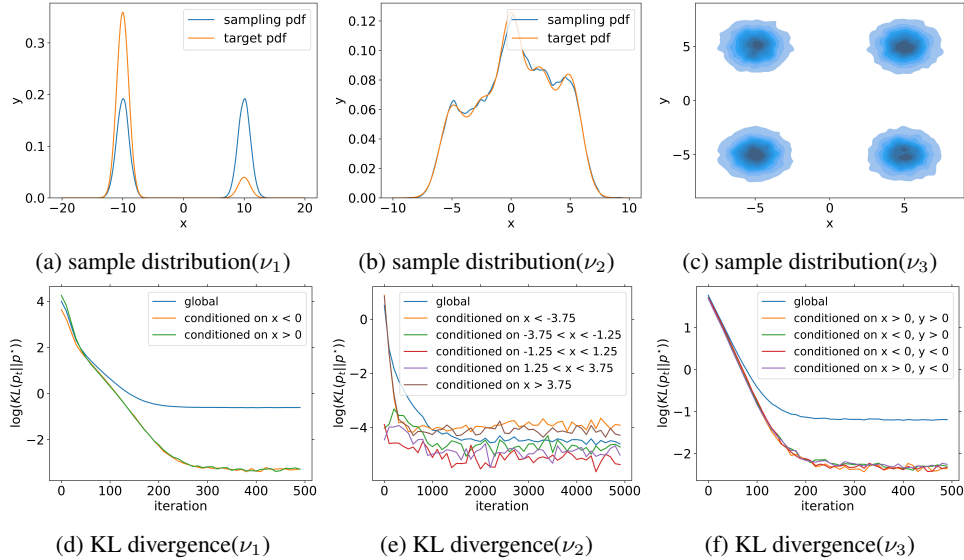 sampling pdf
target pdf
y
0.3
0.2
0.1
0.0
−20 −10 0 10 20
x
(a) sample distribution(ν₁)
sampling pdf
target pdf
y
0.12
0.10
0.08
0.06
0.04
0.02
0.00
−10 −5 0 5 10
x
(b) sample distribution(ν₂)
y
5
0
−5
−5 0 5
x
(c) sample distribution(ν₃)
global
conditioned on x < 0
conditioned on x > 0
log(KL(pₜ||p*))
4
2
0
−2
0 100 200 300 400 500
iteration
(d) KL divergence(ν₁)
global
conditioned on x < -3.75
conditioned on -3.75 < x < -1.25
conditioned on -1.25 < x < 1.25
conditioned on 1.25 < x < 3.75
conditioned on x > 3.75
log(KL(pₜ||p*))
0
−2
−4
−6
0 1000 2000 3000 4000 5000
iteration
(e) KL divergence(ν₂)
global
conditioned on x > 0, y > 0
conditioned on x < 0, y > 0
conditioned on x < 0, y < 0
conditioned on x > 0, y < 0
log(KL(pₜ||p*))
1
0
−1
−2
0 100 200 300 400 500
iteration
(f) KL divergence(ν₃)